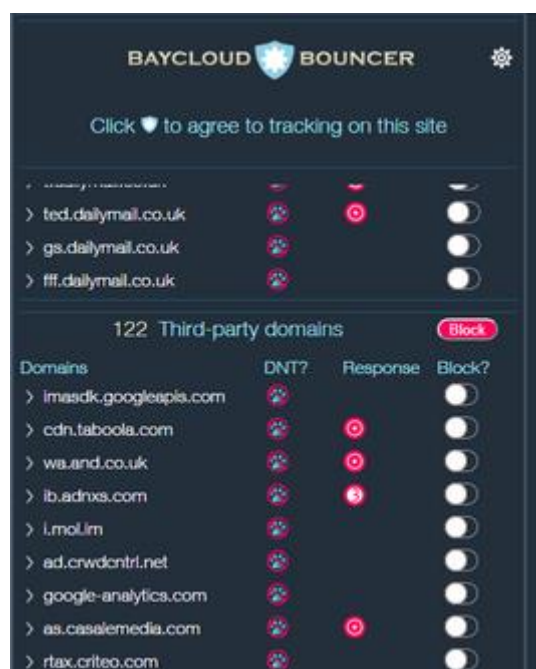 BAYCLOUD BOUNCER
Click to agree to tracking on this site
> ted.dailymail.co.uk
> gs.dailymail.co.uk
> fff.dailymail.co.uk
122 Third-party domains Block
Domains DNT? Response Block?
> imasdk.googleapis.com
> cdn.taboola.com
> wa.and.co.uk
> ib.adnxs.com 3
> i.mol.im
> ad.crwdcntrl.net
> google-analytics.com
> as.casalemedia.com
> rtax.criteo.com